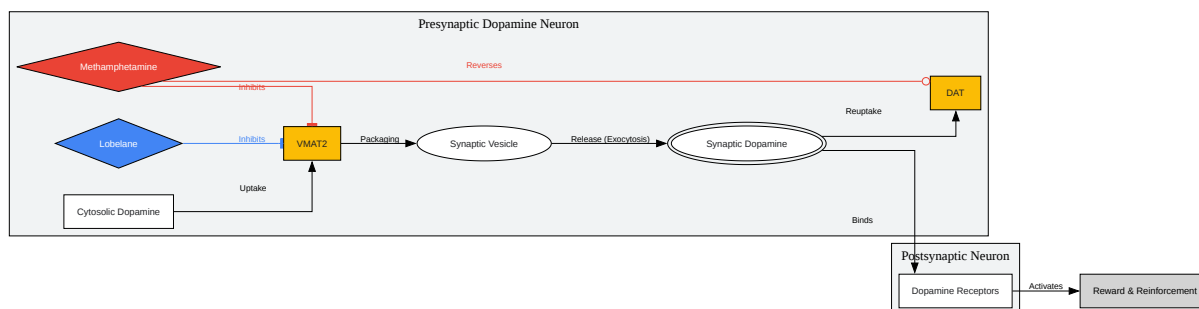 Presynaptic Dopamine Neuron
Methamphetamine
Reverses
Inhibits
DAT
Reuptake
Lobelane
Inhibits
VMAT2
Packaging
Synaptic Vesicle
Release (Exocytosis)
Synaptic Dopamine
Uptake
Cytosolic Dopamine
Binds
Postsynaptic Neuron
Dopamine Receptors
Activates
Reward & Reinforcement